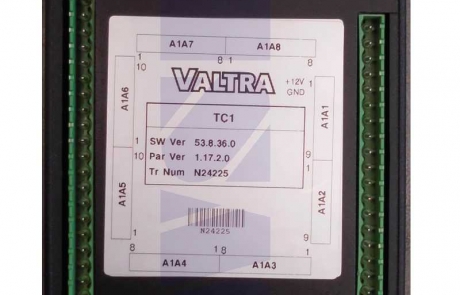 A1A7 A1A8
1 8 1 8
10
VALTRA
+12V
GND
A1A6
A1A1
TC1
SW Ver 53.8.36.0
Par Ver 1.17.2.0
Tr Num N24225
1
10
1
9
1
A1A5
A1A2
N24225
1
9
8 1 8 1
A1A4 A1A3